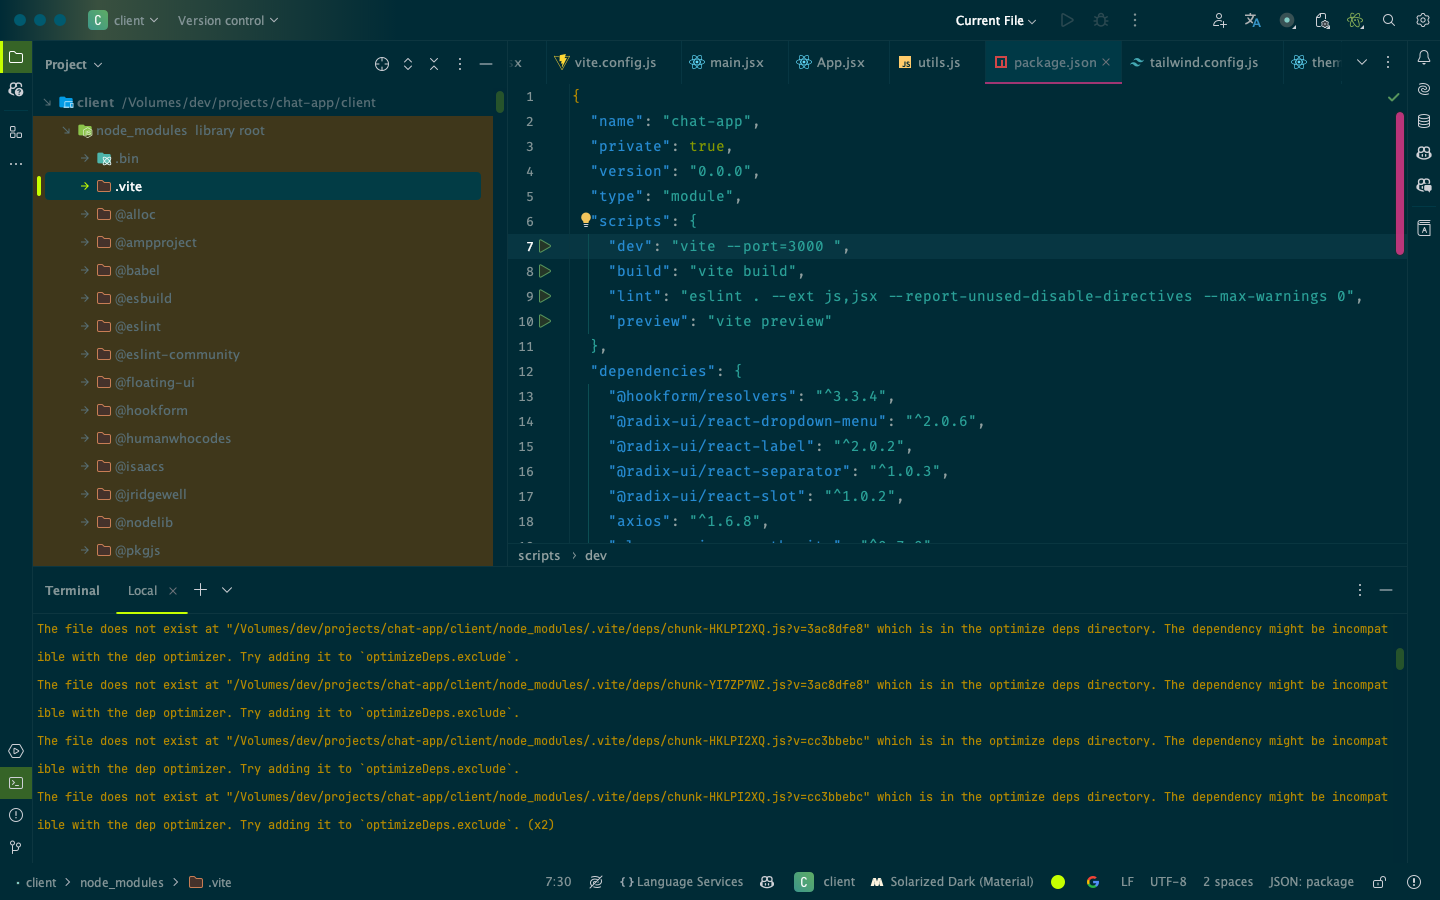 C client Version control Current File
Project
client /Volumes/dev/projects/chat-app/client
node_modules library root
.bin
.vite
@alloc
@ampproject
@babel
@esbuild
@eslint
@eslint-community
@floating-ui
@hookform
@humanwhocodes
@isaacs
@jridgewell
@nodelib
@pkgjs
sx vite.config.js main.jsx App.jsx JS utils.js package.json tailwind.config.js them
1 {
2 "name": "chat-app",
3 "private": true,
4 "version": "0.0.0",
5 "type": "module",
6 "scripts": {
7 "dev": "vite --port=3000 ",
8 "build": "vite build",
9 "lint": "eslint . --ext js,jsx --report-unused-disable-directives --max-warnings 0",
10 "preview": "vite preview"
11 },
12 "dependencies": {
13 "@hookform/resolvers": "^3.3.4",
14 "@radix-ui/react-dropdown-menu": "^2.0.6",
15 "@radix-ui/react-label": "^2.0.2",
16 "@radix-ui/react-separator": "^1.0.3",
17 "@radix-ui/react-slot": "^1.0.2",
18 "axios": "^1.6.8",
scripts > dev
Terminal Local
The file does not exist at "/Volumes/dev/projects/chat-app/client/node_modules/.vite/deps/chunk-HKLPI2XQ.js?v=3ac8dfe8" which is in the optimize deps directory. The dependency might be incompat
ible with the dep optimizer. Try adding it to `optimizeDeps.exclude`.
The file does not exist at "/Volumes/dev/projects/chat-app/client/node_modules/.vite/deps/chunk-YI7ZP7WZ.js?v=3ac8dfe8" which is in the optimize deps directory. The dependency might be incompat
ible with the dep optimizer. Try adding it to `optimizeDeps.exclude`.
The file does not exist at "/Volumes/dev/projects/chat-app/client/node_modules/.vite/deps/chunk-HKLPI2XQ.js?v=cc3bbebc" which is in the optimize deps directory. The dependency might be incompat
ible with the dep optimizer. Try adding it to `optimizeDeps.exclude`.
The file does not exist at "/Volumes/dev/projects/chat-app/client/node_modules/.vite/deps/chunk-HKLPI2XQ.js?v=cc3bbebc" which is in the optimize deps directory. The dependency might be incompat
ible with the dep optimizer. Try adding it to `optimizeDeps.exclude`. (x2)
client > node_modules > .vite 7:30 {} Language Services C client Solarized Dark (Material) G LF UTF-8 2 spaces JSON: package